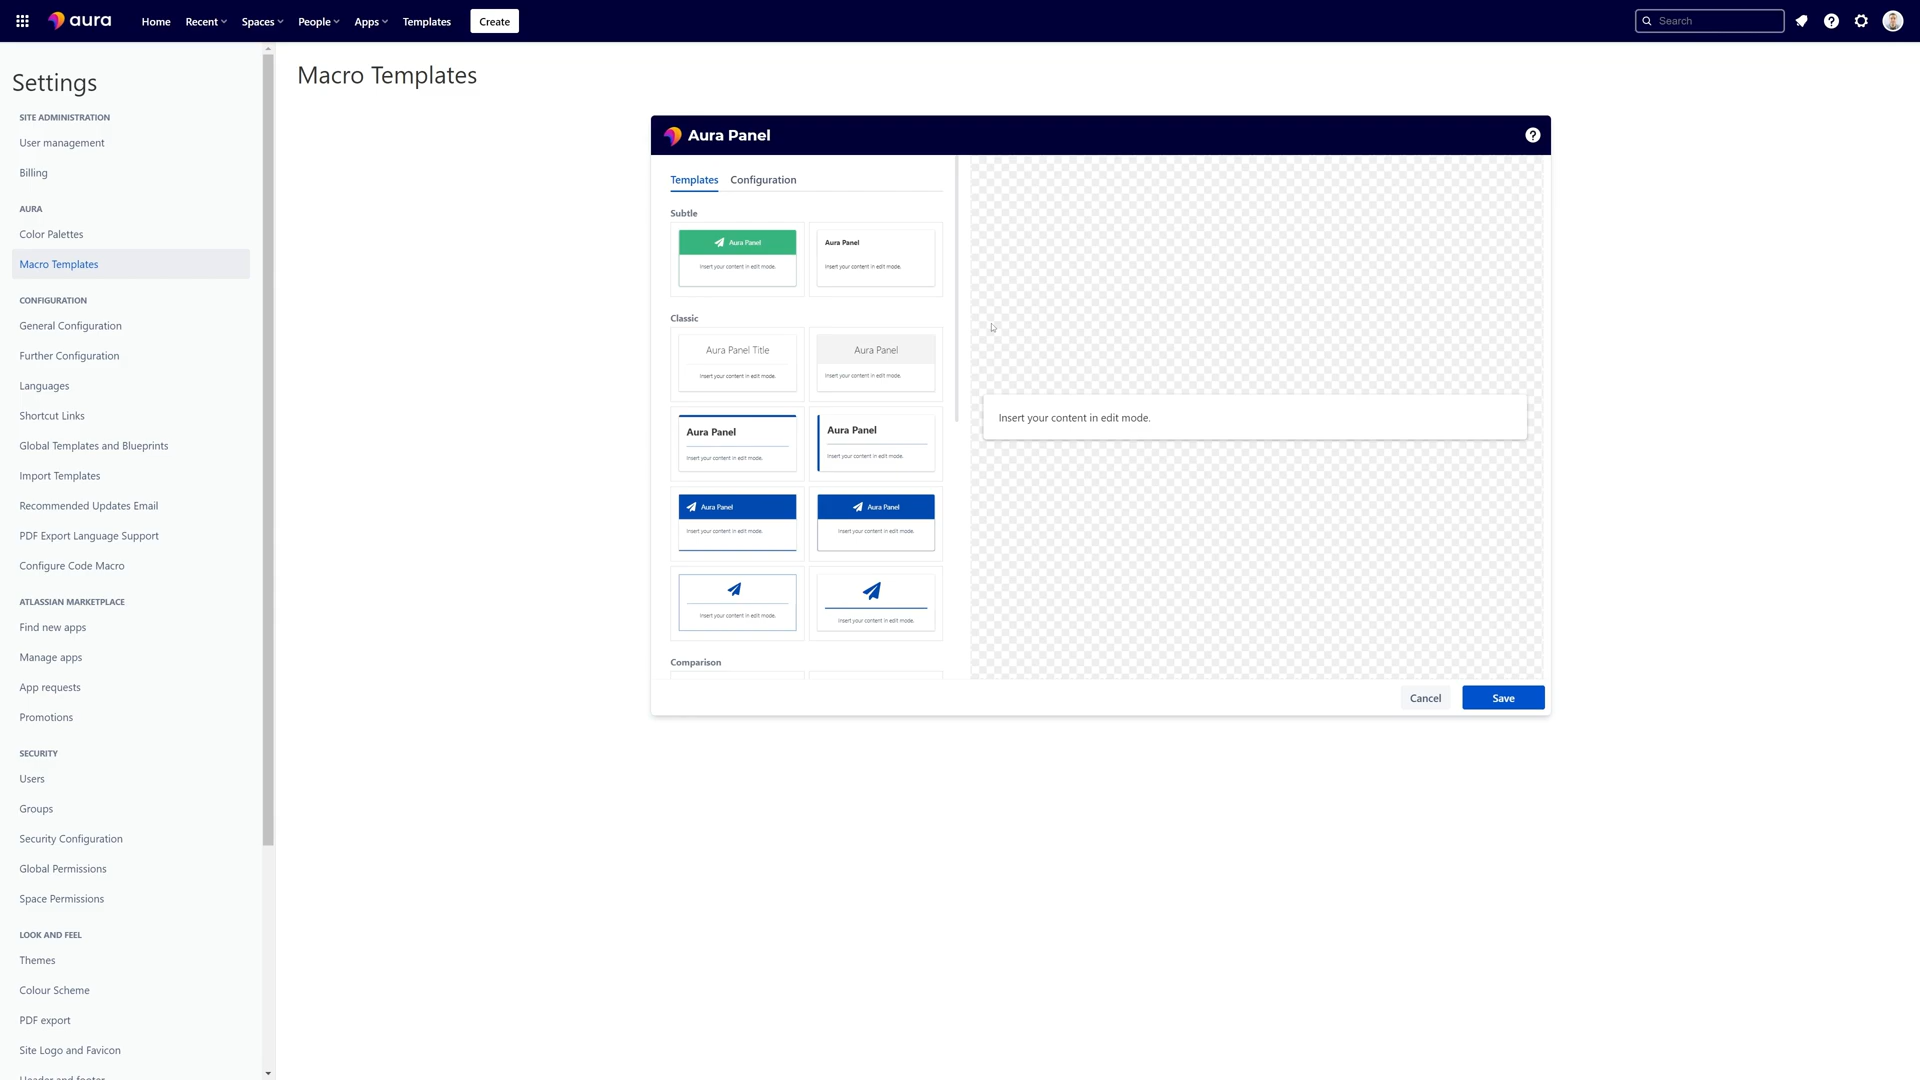 aura
Home
Recent
Spaces
People
Apps
Templates
Create
Search
Settings
SITE ADMINISTRATION
User management
Billing
AURA
Color Palettes
Macro Templates
CONFIGURATION
General Configuration
Further Configuration
Languages
Shortcut Links
Global Templates and Blueprints
Import Templates
Recommended Updates Email
PDF Export Language Support
Configure Code Macro
ATLASSIAN MARKETPLACE
Find new apps
Manage apps
App requests
Promotions
SECURITY
Users
Groups
Security Configuration
Global Permissions
Space Permissions
LOOK AND FEEL
Themes
Colour Scheme
PDF export
Site Logo and Favicon
Header and footer
Macro Templates
Aura Panel
?
Templates
Configuration
Subtle
Aura Panel
Insert your content in edit mode.
Aura Panel
Insert your content in edit mode.
Classic
Aura Panel Title
Insert your content in edit mode.
Aura Panel
Insert your content in edit mode.
Aura Panel
Insert your content in edit mode.
Aura Panel
Insert your content in edit mode.
Aura Panel
Insert your content in edit mode.
Aura Panel
Insert your content in edit mode.
Insert your content in edit mode.
Insert your content in edit mode.
Comparison
Insert your content in edit mode.
Cancel
Save